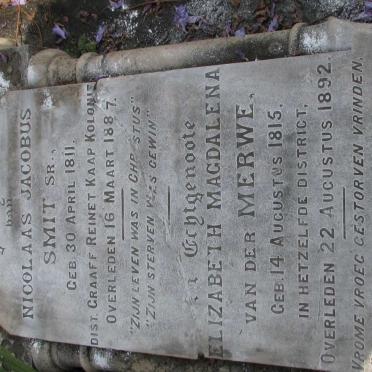 van
NICOLAAS JACOBUS
SMIT SR.,
GEB 30 APRIL 1811.
DIST GRAAFF REINET KAAP KOLONIE
OVERLEDEN 16 MAART 1887.
"ZIJN LEVEN WAS IN CHRISTUS"
"ZIJN STERVEN WAS GEWIN"
Echtgenoote
ELIZABETH MAGDALENA
VAN DER MERWE,
GEB 14 AUGUSTUS 1815.
IN HETZELFDE DISTRICT,
OVERLEDEN 22 AUGUSTUS 1892.
VROME VROEG GESTORVEN VRINDEN.